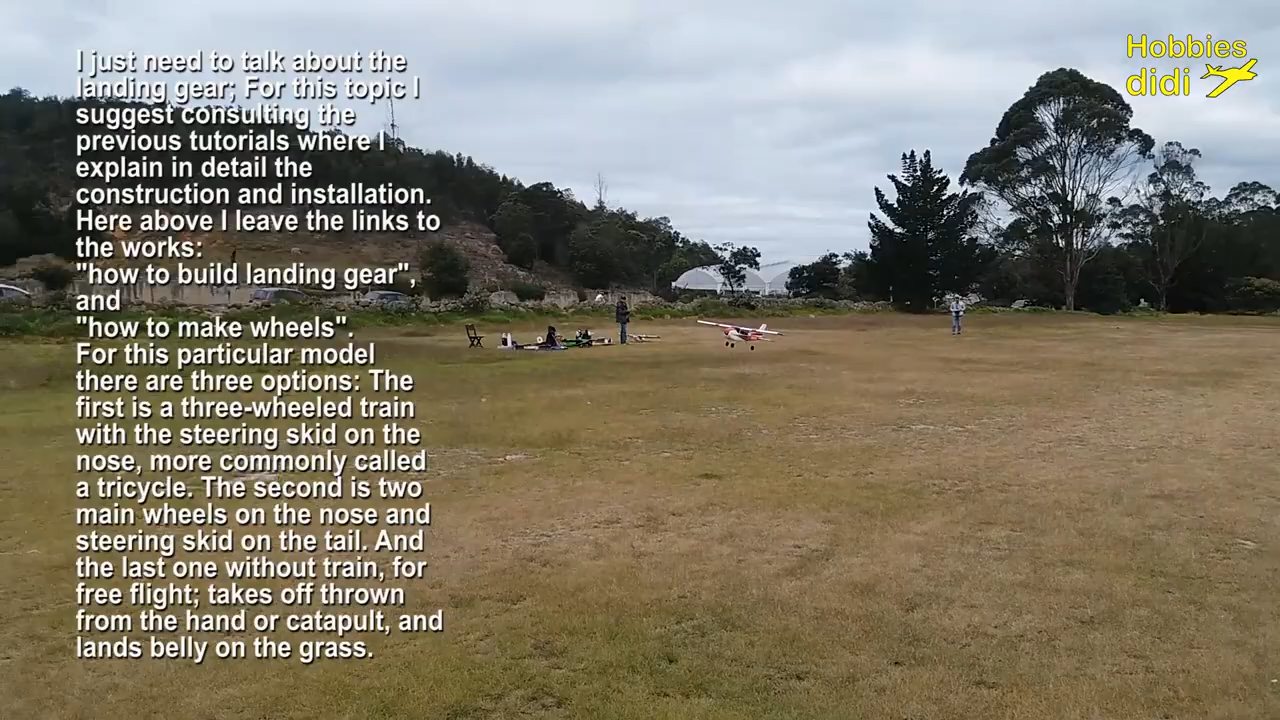 I just need to talk about the
landing gear; For this topic I
suggest consulting the
previous tutorials where I
explain in detail the
construction and installation.
Here above I leave the links to
the works:
"how to build landing gear",
and
"how to make wheels".
For this particular model
there are three options: The
first is a three-wheeled train
with the steering skid on the
nose, more commonly called
a tricycle. The second is two
main wheels on the nose and
steering skid on the tail. And
the last one without train, for
free flight; takes off thrown
from the hand or catapult, and
lands belly on the grass.
Hobbies
didi